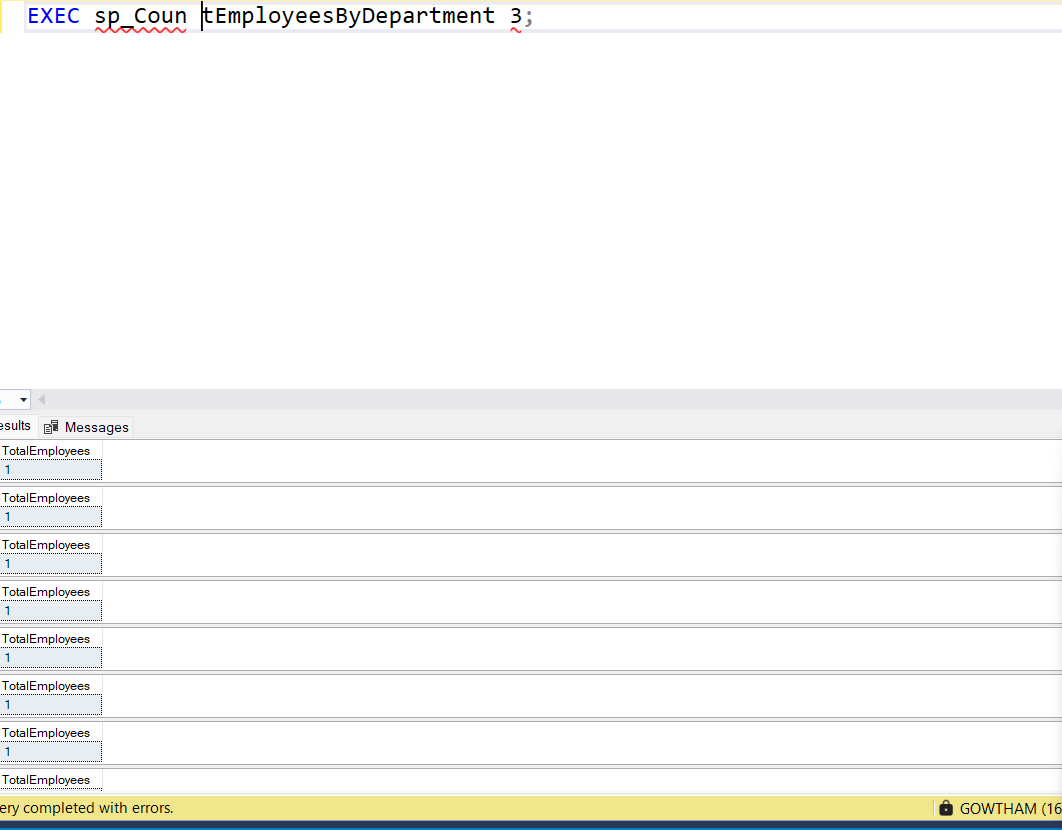 EXEC sp_Coun tEmployeesByDepartment 3;
esults Messages
TotalEmployees
1
TotalEmployees
1
TotalEmployees
1
TotalEmployees
1
TotalEmployees
1
TotalEmployees
1
TotalEmployees
1
TotalEmployees
ery completed with errors. GOWTHAM (16